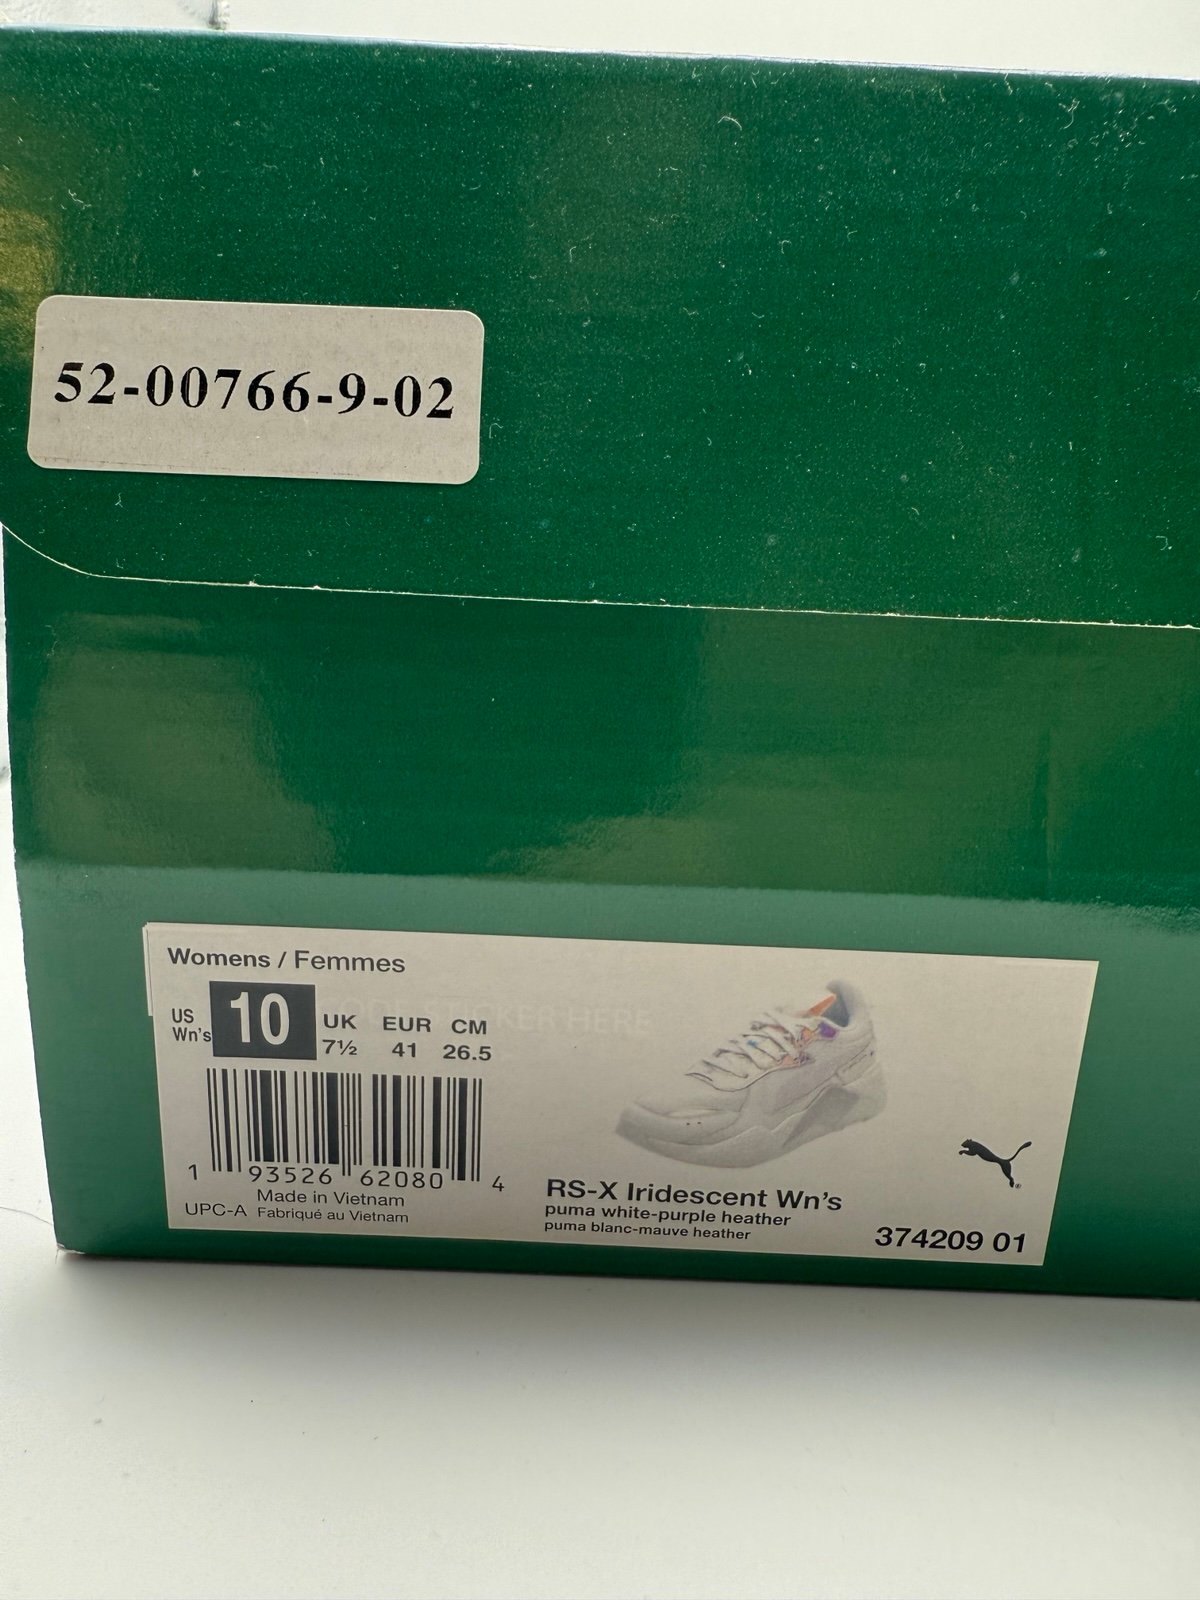 52-00766-9-02
Womens / Femmes
US Wn's 10
UK 7½
EUR 41
CM 26.5
1 93526 62080 4
UPC-A
Made in Vietnam
Fabriqué au Vietnam
RS-X Iridescent Wn's
puma white-purple heather
puma blanc-mauve heather
374209 01